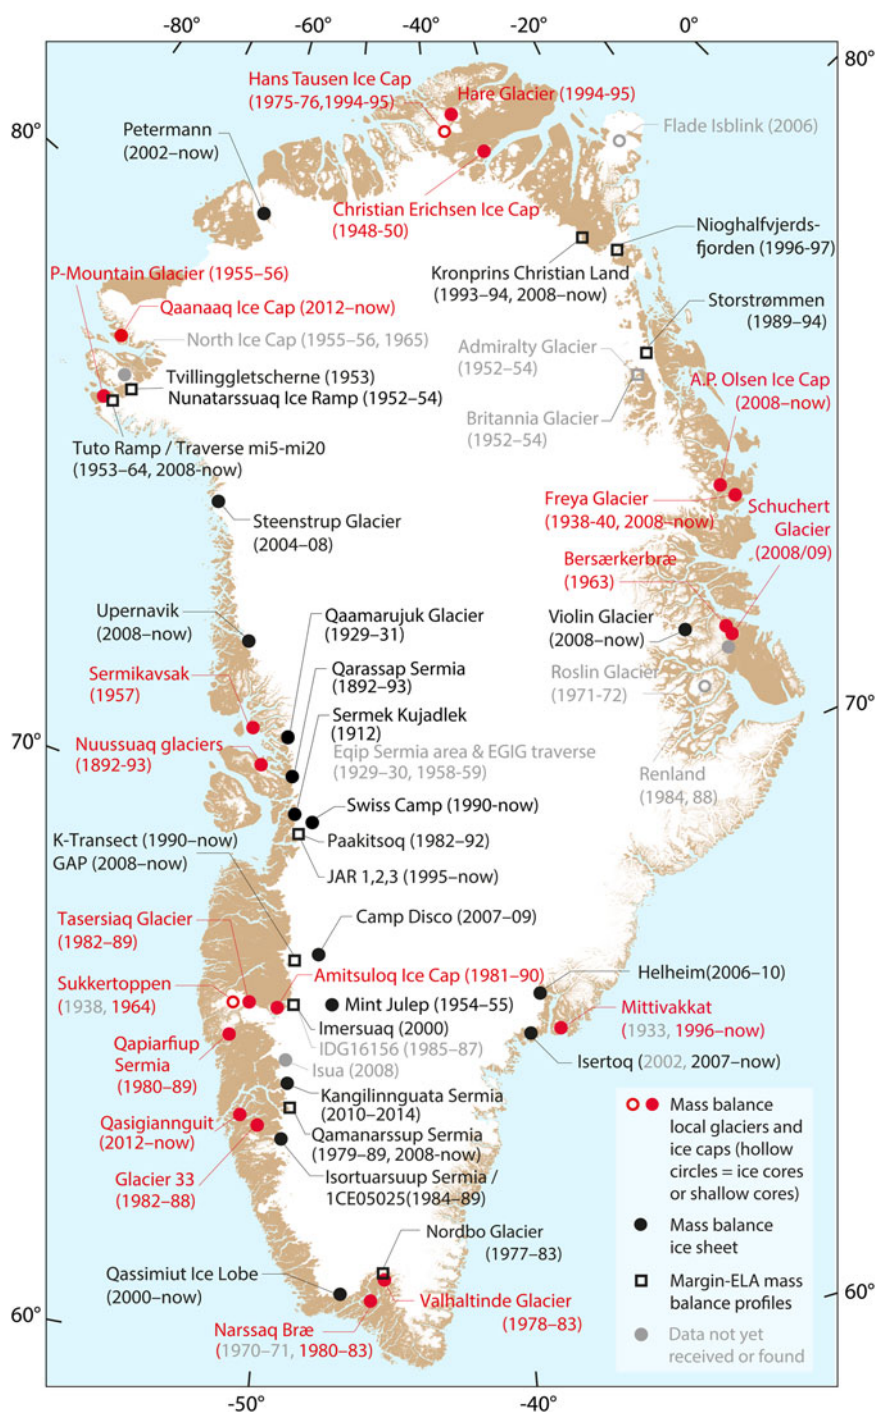 -80° -60° -50° -40° -30° -20° -10° 0°
80°
80°
Hans Tausen Ice Cap
(1975-76,1994-95)
Hare Glacier (1994-95)
Flade Isblink (2006)
Petermann
(2002–now)
Christian Erichsen Ice Cap
(1948-50)
Nioghalfvjerds-
fjorden (1996-97)
Kronprins Christian Land
(1993–94, 2008–now)
P-Mountain Glacier (1955–56)
Qaanaaq Ice Cap (2012–now)
North Ice Cap (1955–56, 1965)
Storstrømmen
(1989–94)
Admiralty Glacier
(1952–54)
Tvillinggletscherne (1953)
Nunatarssuaq Ice Ramp (1952–54)
A.P. Olsen Ice Cap
(2008–now)
Britannia Glacier
(1952–54)
Tuto Ramp / Traverse mi5-mi20
(1953–64, 2008-now)
Freya Glacier
(1938-40, 2008–now)
Schuchert
Glacier
(2008/09)
Steenstrup Glacier
(2004–08)
Bersærkerbræ
(1963)
Upernavik
(2008–now)
Qaamarujuk Glacier
(1929–31)
Violin Glacier
(2008–now)
Sermikavsak
(1957)
Qarassap Sermia
(1892–93)
Roslin Glacier
(1971-72)
Sermek Kujadlek
(1912)
70°
70°
Nuussuaq glaciers
(1892-93)
Eqip Sermia area & EGIG traverse
(1929–30, 1958-59)
Renland
(1984, 88)
Swiss Camp (1990-now)
K-Transect (1990–now)
GAP (2008–now)
Paakitsoq (1982–92)
JAR 1,2,3 (1995–now)
Tasersiaq Glacier
(1982–89)
Camp Disco (2007–09)
Sukkertoppen
(1938, 1964)
Amitsuloq Ice Cap (1981–90)
Helheim(2006–10)
Mint Julep (1954–55)
Mittivakkat
(1933, 1996–now)
Imersuaq (2000)
IDG16156 (1985–87)
Qapiarfiup
Sermia
(1980–89)
Isua (2008)
Isertoq (2002, 2007–now)
Kangilinnguata Sermia
(2010–2014)
Qasigiannguit
(2012–now)
Qamanarssup Sermia
(1979–89, 2008-now)
Glacier 33
(1982–88)
Isortuarsuup Sermia /
1CE05025(1984–89)
Nordbo Glacier
(1977–83)
Qassimiut Ice Lobe
(2000–now)
Valhaltinde Glacier
(1978–83)
Narssaq Bræ
(1970–71, 1980–83)
60°
60°
Mass balance
local glaciers and
ice caps (hollow
circles = ice cores
or shallow cores)
Mass balance
ice sheet
Margin-ELA mass
balance profiles
Data not yet
received or found
-50° -40°